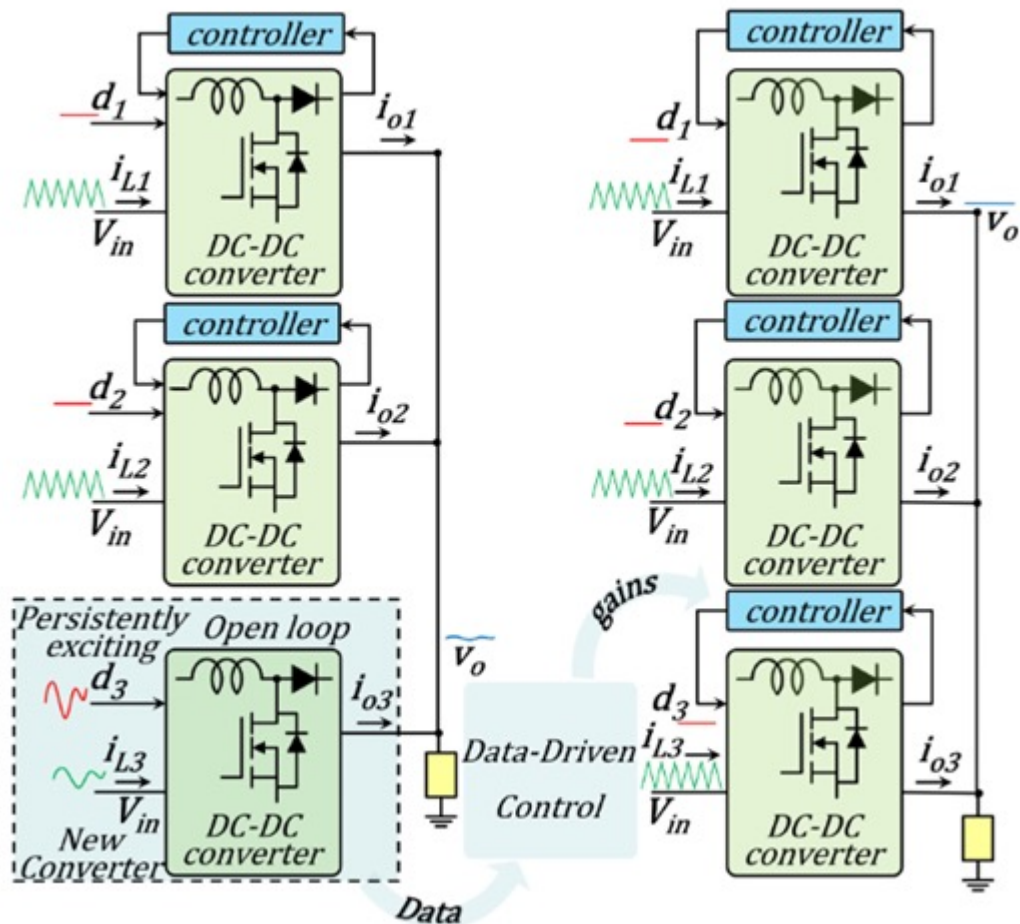 controller
d1
io1
iL1
Vin
DC-DC
converter
controller
d2
io2
iL2
Vin
DC-DC
converter
Persistently
exciting
Open loop
d3
io3
vo
iL3
Vin
DC-DC
converter
New
Converter
Data
Data-Driven
Control
gains
controller
d1
iL1
io1
vo
Vin
DC-DC
converter
controller
d2
iL2
io2
Vin
DC-DC
converter
controller
d3
iL3
io3
Vin
DC-DC
converter